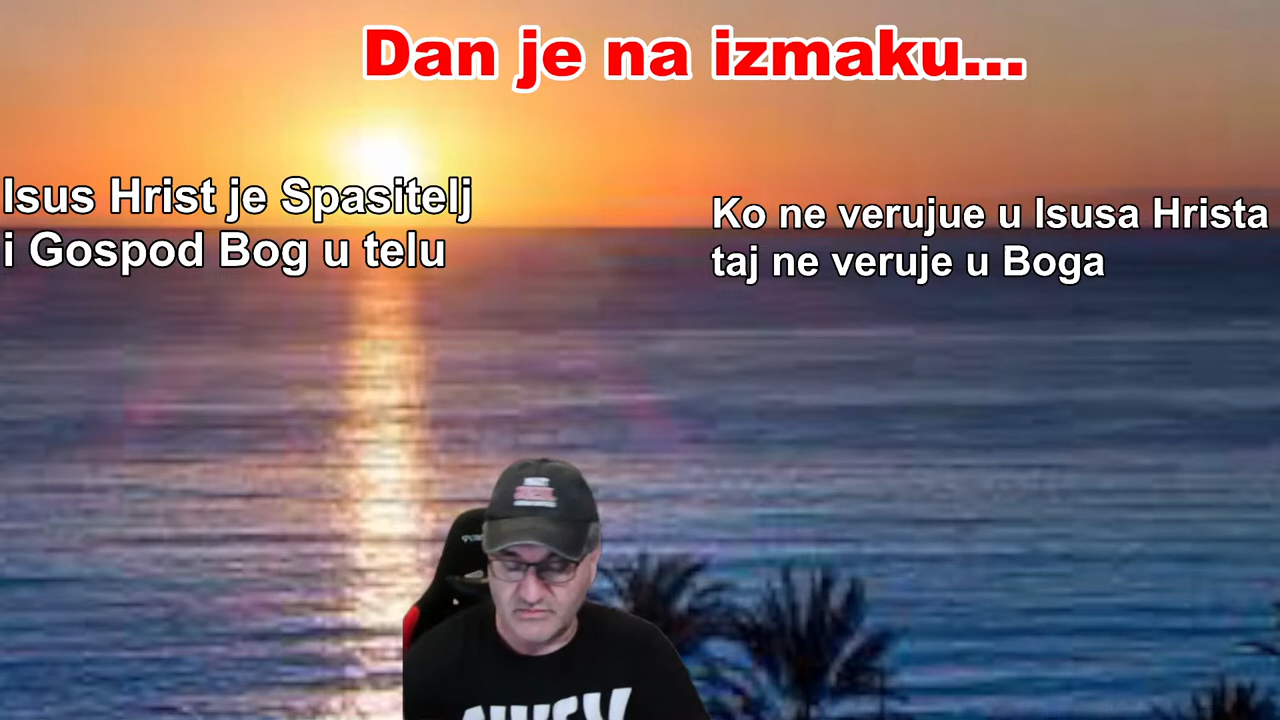 Dan je na izmaku...
Isus Hrist je Spasitelj
i Gospod Bog u telu
Ko ne verujue u Isusa Hrista
taj ne veruje u Boga